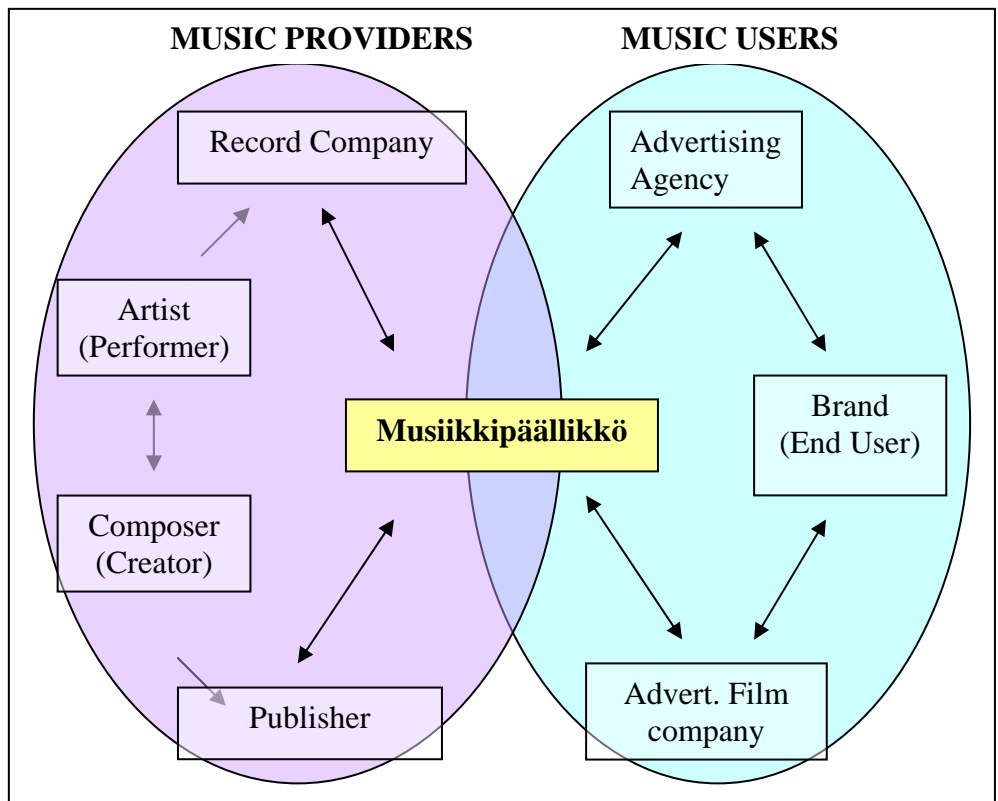 MUSIC PROVIDERS
MUSIC USERS
Record Company
Advertising
Agency
Artist
(Performer)
Musiikkipäällikkö
Brand
(End User)
Composer
(Creator)
Publisher
Advert. Film
company